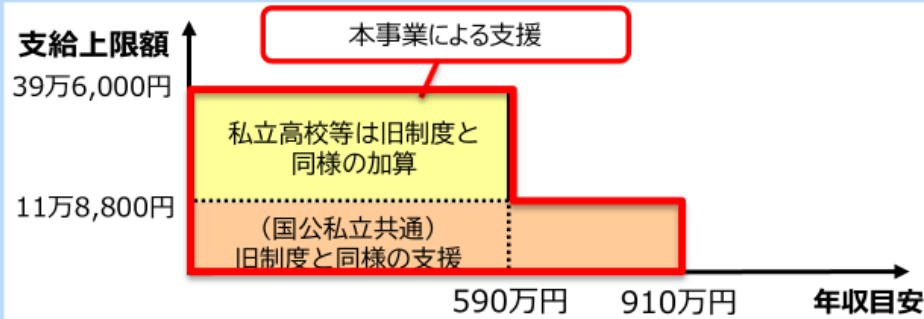 本事業による支援
支給上限額
39万6,000円
私立高校等は旧制度と
同様の加算
11万8,800円
（国公私立共通）
旧制度と同様の支援
590万円
910万円
年収目安